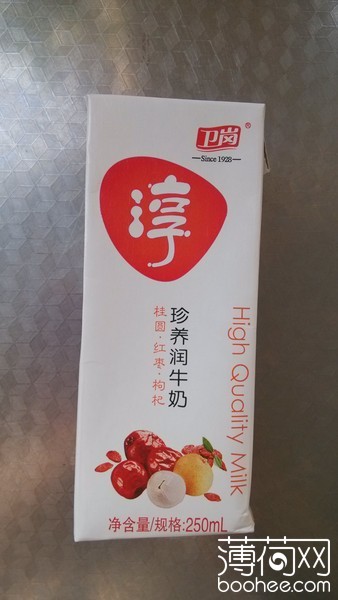 卫岗®
Since 1928
淳
珍养润牛奶
桂圆·红枣·枸杞
High Quality Milk
净含量/规格:250mL
薄荷网
boohee.com